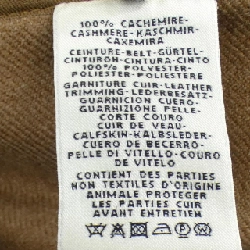 100% CACHEMIRE-
CASHMERE-KASCHMIR-
CAXEMIRA
CEINTURE-BELT-GÜRTEL-
CINTURÓN-CINTURA-CINTO
100% POLYESTER-
POLIESTER-POLIESTERE
GARNITURE CUIR-LEATHER
TRIMMING-LEDERBESATZ-
GUARNICION CUERO-
GUARNIZIONE PELLE-
CORTE COURO
CUIR DE VEAU-
CALFSKIN-KALBSLEDER-
CUERO DE BECERRO-
PELLE DI VITELLO-COURO
DE VITELO
CONTIENT DES PARTIES
NON TEXTILES D'ORIGINE
ANIMALE PROTEGER
LES PARTIES CUIR
AVANT ENTRETIEN